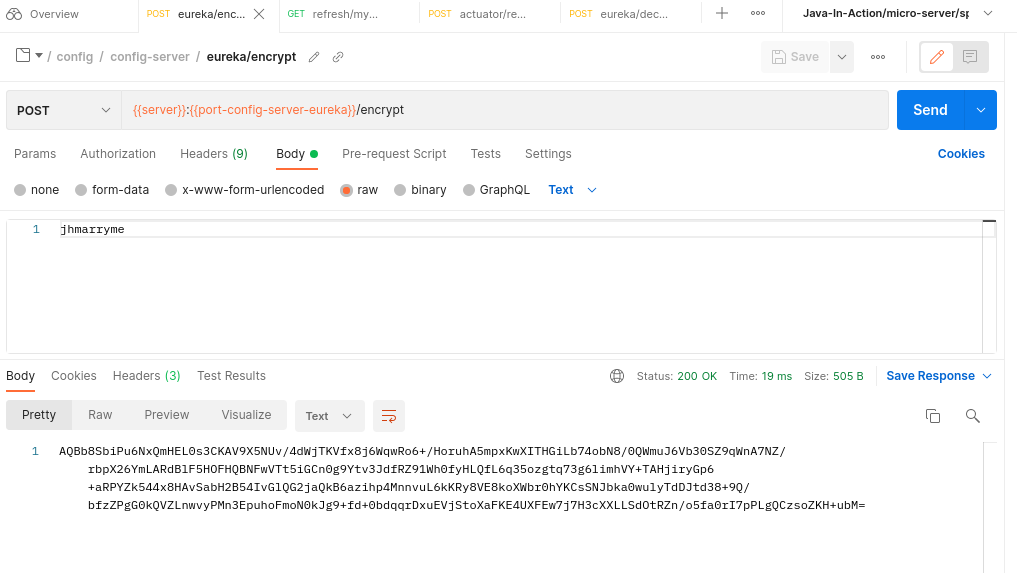 Overview
POST eureka/enc...
GET refresh/my...
POST actuator/re...
POST eureka/dec...
Java-In-Action/micro-server/sp
/ config / config-server / eureka/encrypt
Save
POST
{{server}}:{{port-config-server-eureka}}/encrypt
Send
Params Authorization Headers (9) Body Pre-request Script Tests Settings Cookies
none form-data x-www-form-urlencoded raw binary GraphQL Text
1 jhmarryme
Body Cookies Headers (3) Test Results Status: 200 OK Time: 19 ms Size: 505 B Save Response
Pretty Raw Preview Visualize Text
1 AQBb8SbiPu6NxQmHEL0s3CKAV9X5NUv/4dWjTKVfx8j6WqwRo6+/HoruhA5mpxKwXITHGiLb74obN8/0QWmuJ6Vb30SZ9qWnA7NZ/
rbpX26YmLARdBlF5HOFHQBNFwVTt5iGCn0g9Ytv3JdfRZ91Wh0fyHLQfL6q35ozgtq73g6limhVY+TAHjiryGp6
+aRPYZk544x8HAvSabH2B54IvGlQG2jaQkB6azihp4MnnvuL6kKRy8VE8koXWbr0hYKCsSNJbka0wulyTdDJtd38+9Q/
bfzZPgG0kQVZLnwvyPMn3EpuhoFmoN0kJg9+fd+0bdqqrDxuEVjStoXaFKE4UXFEw7j7H3cXXLLSdOtRZn/o5fa0rI7pPLgQCzsoZKH+ubM=